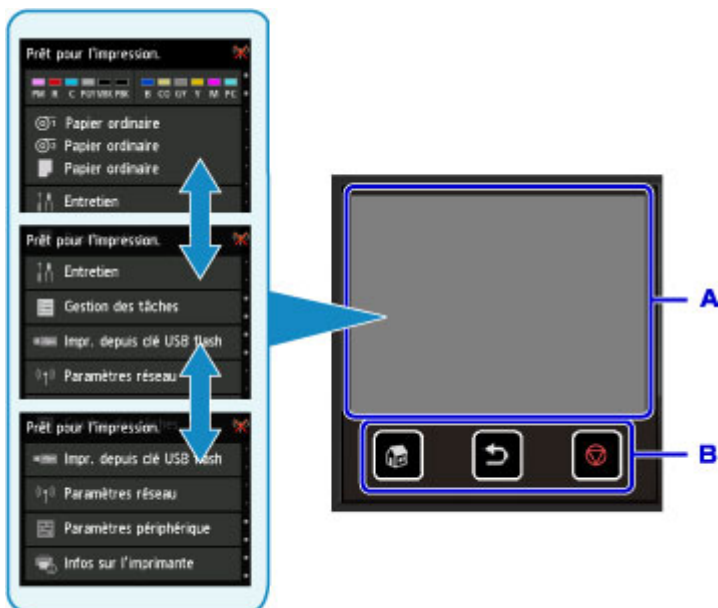 Prêt pour l'impression.
PM R C PGY MBK PBK B CO GY Y M PC
Papier ordinaire
Papier ordinaire
Papier ordinaire
Entretien
Prêt pour l'impression.
Entretien
Gestion des tâches
Impr. depuis clé USB flash
Paramètres réseau
Prêt pour l'impression.
Impr. depuis clé USB flash
Paramètres réseau
Paramètres périphérique
Infos sur l'imprimante
A
B